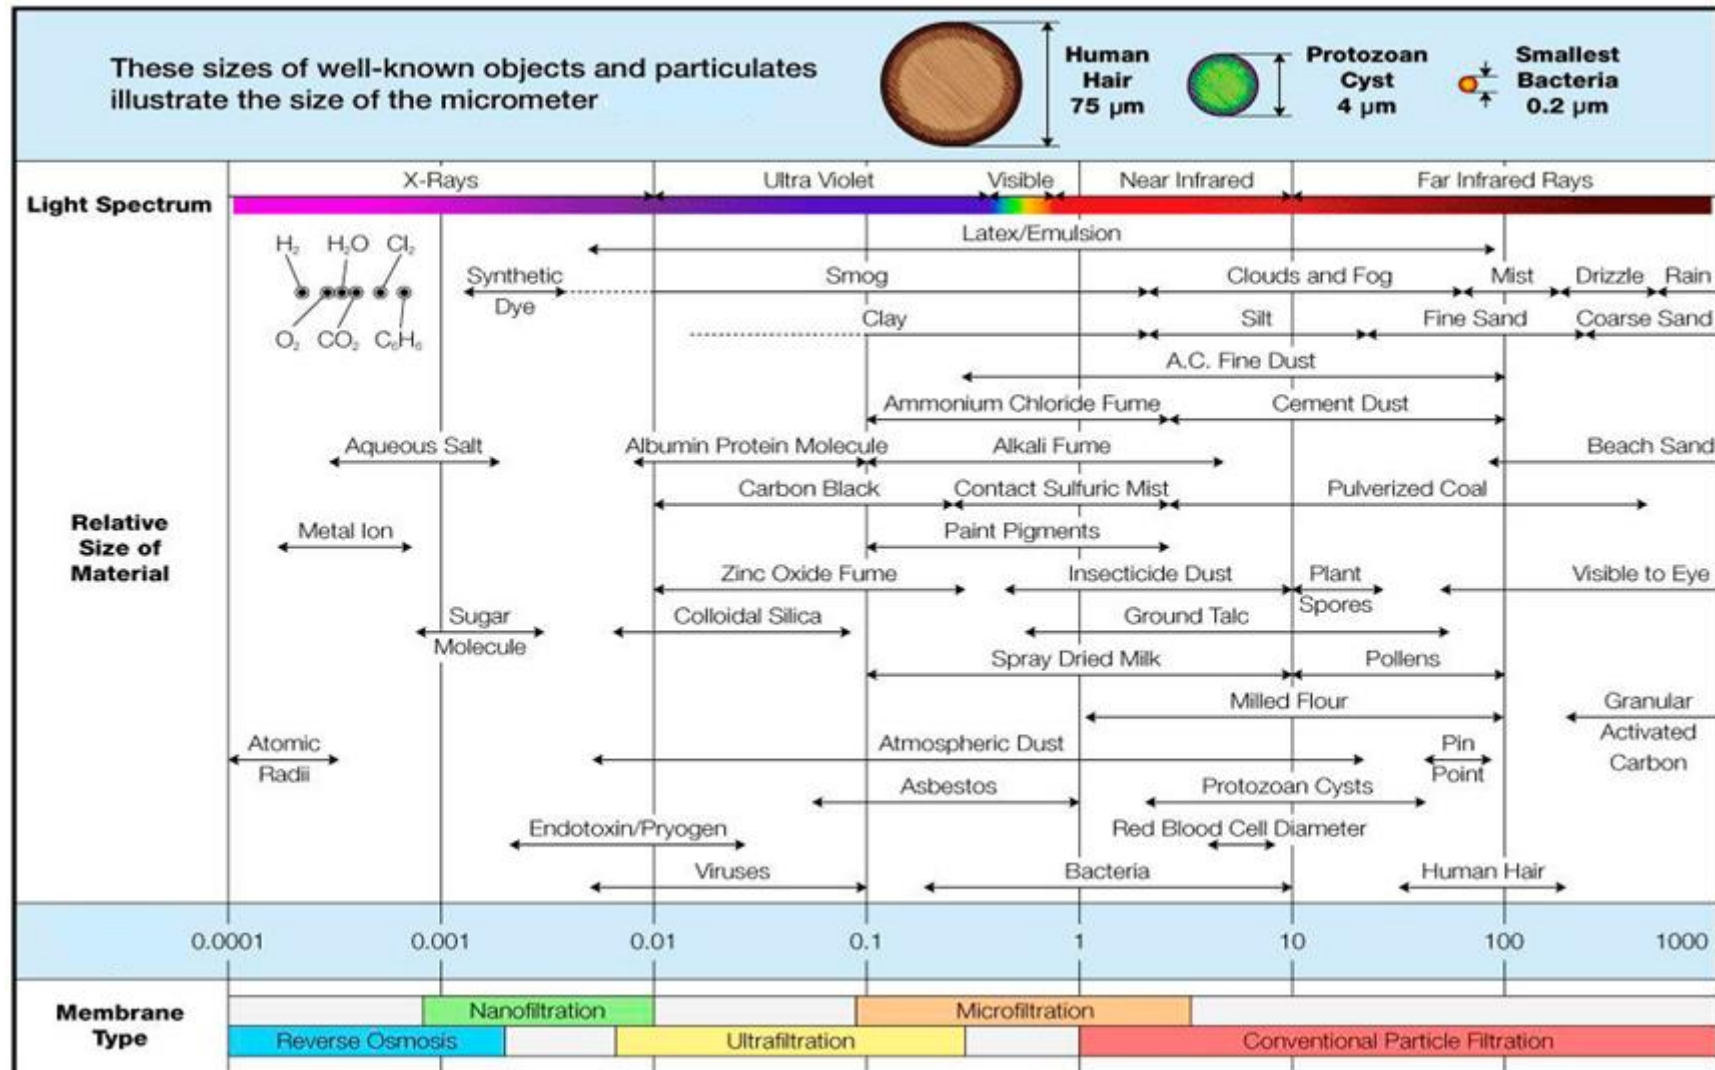 These sizes of well-known objects and particulates
illustrate the size of the micrometer
Human
Hair
75 µm
Protozoan
Cyst
4 µm
Smallest
Bacteria
0.2 µm
Light Spectrum
X-Rays
Ultra Violet
Visible
Near Infrared
Far Infrared Rays
Latex/Emulsion
H₂ H₂O Cl₂
O₂ CO₂ C₆H₆
Synthetic
Dye
Smog
Clouds and Fog
Mist
Drizzle
Rain
Clay
Silt
Fine Sand
Coarse Sand
A.C. Fine Dust
Ammonium Chloride Fume
Cement Dust
Aqueous Salt
Albumin Protein Molecule
Alkali Fume
Beach Sand
Carbon Black
Contact Sulfuric Mist
Pulverized Coal
Relative
Size of
Material
Metal Ion
Paint Pigments
Zinc Oxide Fume
Insecticide Dust
Plant
Spores
Visible to Eye
Sugar
Molecule
Colloidal Silica
Ground Talc
Spray Dried Milk
Pollens
Milled Flour
Granular
Activated
Carbon
Atomic
Radii
Atmospheric Dust
Pin
Point
Asbestos
Protozoan Cysts
Endotoxin/Pryogen
Red Blood Cell Diameter
Viruses
Bacteria
Human Hair
0.0001 0.001 0.01 0.1 1 10 100 1000
Membrane
Type
Nanofiltration
Microfiltration
Reverse Osmosis
Ultrafiltration
Conventional Particle Filtration